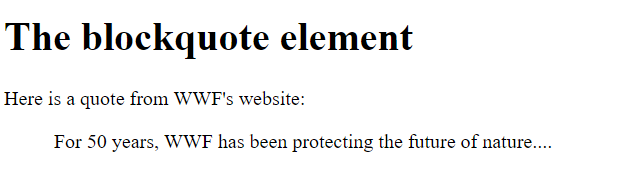 The blockquote element
Here is a quote from WWF's website:
For 50 years, WWF has been protecting the future of nature....